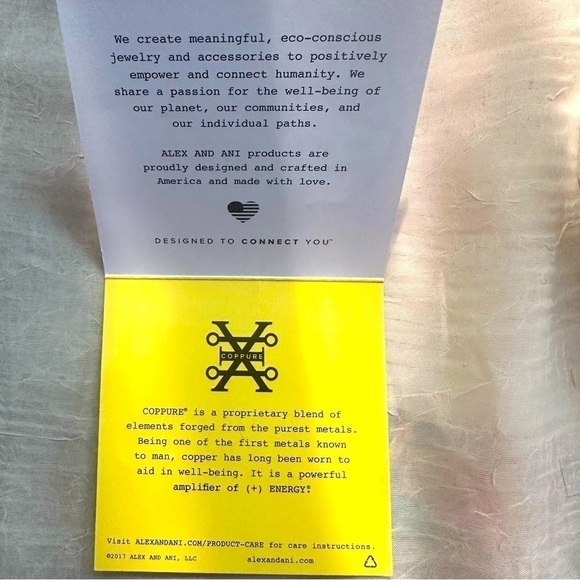 We create meaningful, eco-conscious
jewelry and accessories to positively
empower and connect humanity. We
share a passion for the well-being of
our planet, our communities, and
our individual paths.
ALEX AND ANI products are
proudly designed and crafted in
America and made with love.
DESIGNED TO CONNECT YOU™
COPPURE
COPPURE® is a proprietary blend of
elements forged from the purest metals.
Being one of the first metals known
to man, copper has long been worn to
aid in well-being. It is a powerful
amplifier of (+) ENERGY®.
Visit ALEXANDANI.COM/PRODUCT-CARE for care instructions.
©2017 ALEX AND ANI, LLC
alexandani.com